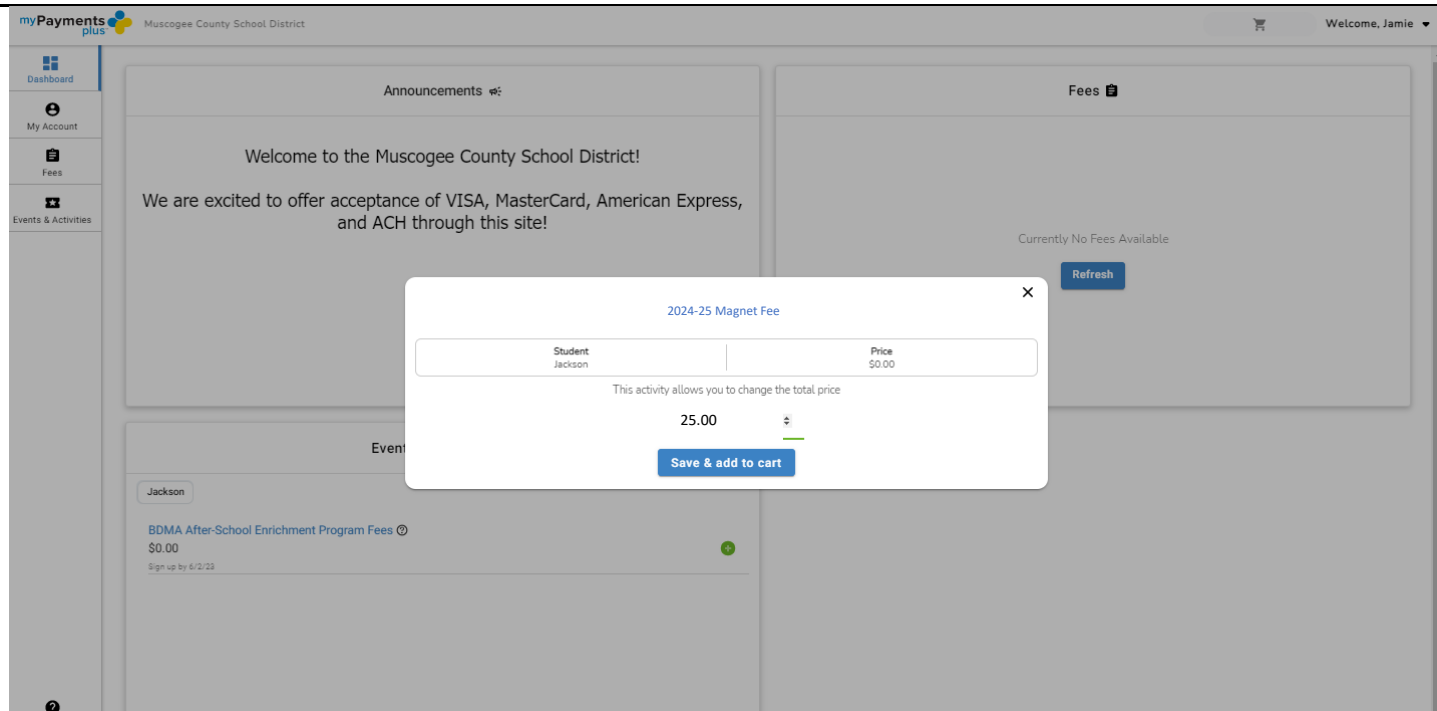 myPayments plus
Muscogee County School District
Welcome, Jamie
Dashboard
My Account
Fees
Events & Activities
Announcements
Welcome to the Muscogee County School District!
We are excited to offer acceptance of VISA, MasterCard, American Express,
and ACH through this site!
Fees
Currently No Fees Available
Refresh
2024-25 Magnet Fee
Student
Jackson
Price
$0.00
This activity allows you to change the total price
25.00
Save & add to cart
Event
Jackson
BDMA After-School Enrichment Program Fees
$0.00
Sign up by 6/2/23